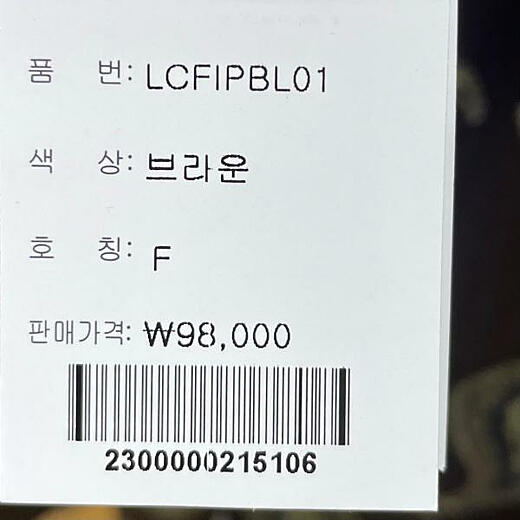 품 번: LCFIPBL01
색 상: 브라운
호 칭: F
판매가격: ₩98,000
2300000215106